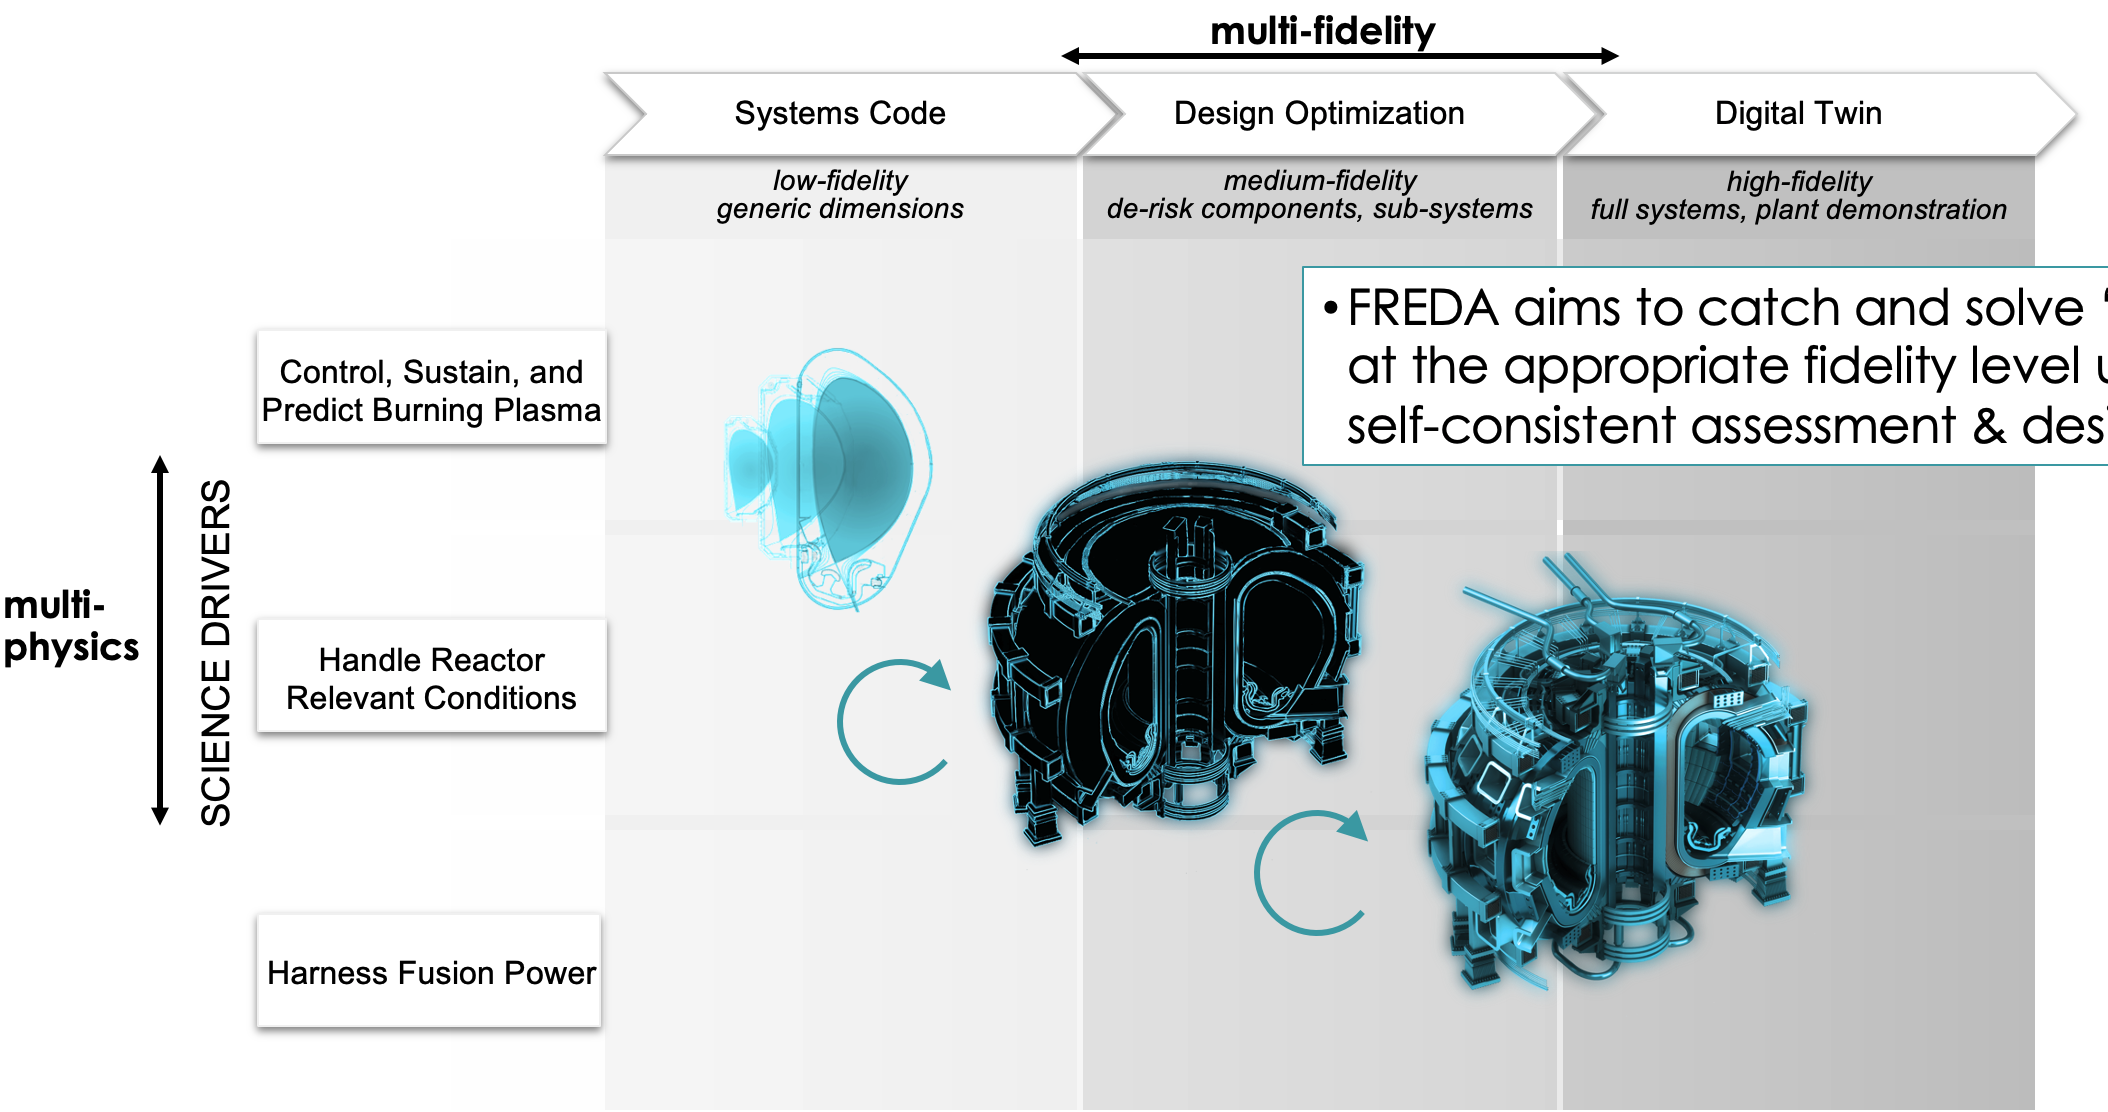 multi-fidelity
Systems Code
Design Optimization
Digital Twin
low-fidelity
generic dimensions
medium-fidelity
de-risk components, sub-systems
high-fidelity
full systems, plant demonstration
• FREDA aims to catch and solve
at the appropriate fidelity level
self-consistent assessment &
Control, Sustain, and
Predict Burning Plasma
multi-
physics
SCIENCE DRIVERS
Handle Reactor
Relevant Conditions
Harness Fusion Power